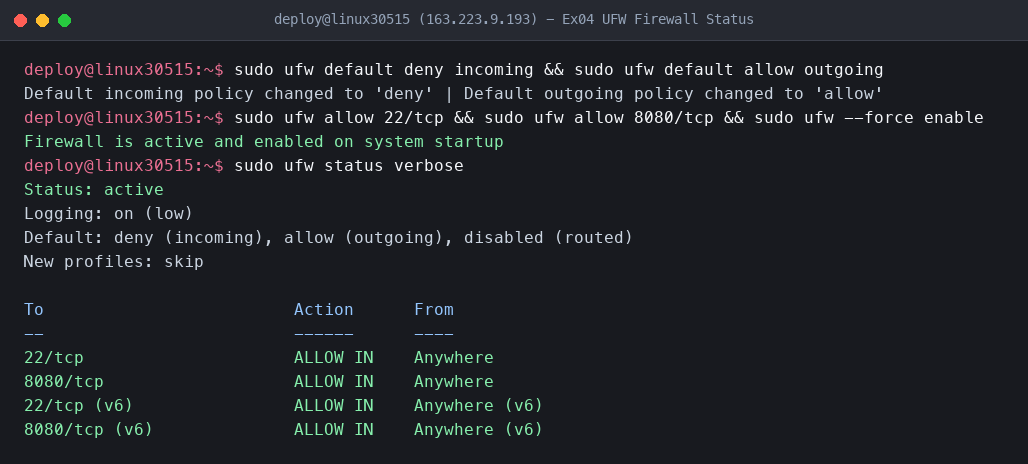 deploy@linux30515 (163.223.9.193) — Ex04 UFW Firewall Status
deploy@linux30515:~$ sudo ufw default deny incoming && sudo ufw default allow outgoing
Default incoming policy changed to 'deny' | Default outgoing policy changed to 'allow'
deploy@linux30515:~$ sudo ufw allow 22/tcp && sudo ufw allow 8080/tcp && sudo ufw --force enable
Firewall is active and enabled on system startup
deploy@linux30515:~$ sudo ufw status verbose
Status: active
Logging: on (low)
Default: deny (incoming), allow (outgoing), disabled (routed)
New profiles: skip
To                         Action      From
--                         ------      ----
22/tcp                     ALLOW IN    Anywhere
8080/tcp                   ALLOW IN    Anywhere
22/tcp (v6)                ALLOW IN    Anywhere (v6)
8080/tcp (v6)              ALLOW IN    Anywhere (v6)